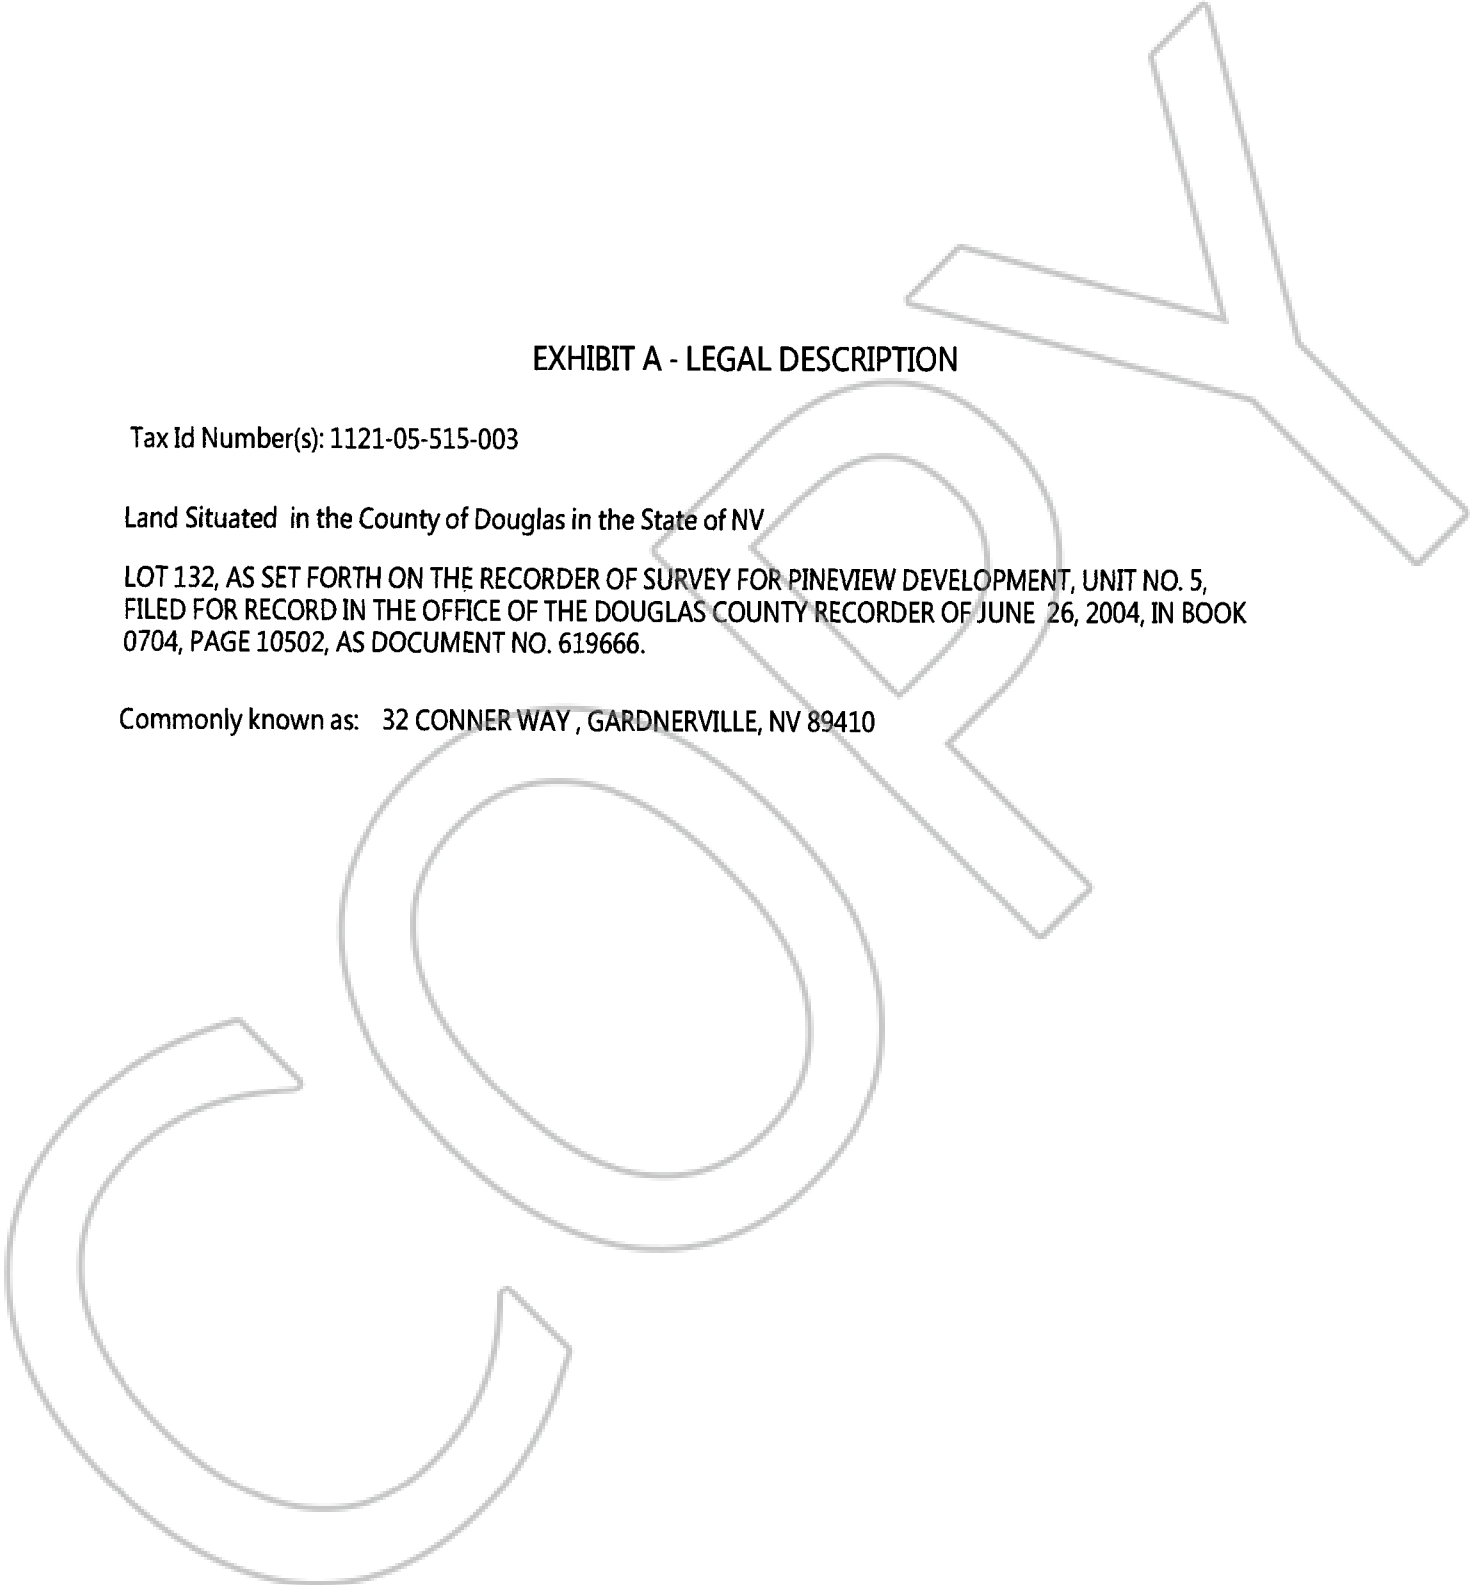 EXHIBIT A - LEGAL DESCRIPTION
Tax Id Number(s): 1121-05-515-003
Land Situated in the County of Douglas in the State of NV
LOT 132, AS SET FORTH ON THE RECORDER OF SURVEY FOR PINEVIEW DEVELOPMENT, UNIT NO. 5,
FILED FOR RECORD IN THE OFFICE OF THE DOUGLAS COUNTY RECORDER OF JUNE 26, 2004, IN BOOK
0704, PAGE 10502, AS DOCUMENT NO. 619666.
Commonly known as: 32 CONNER WAY , GARDNERVILLE, NV 89410
COPY